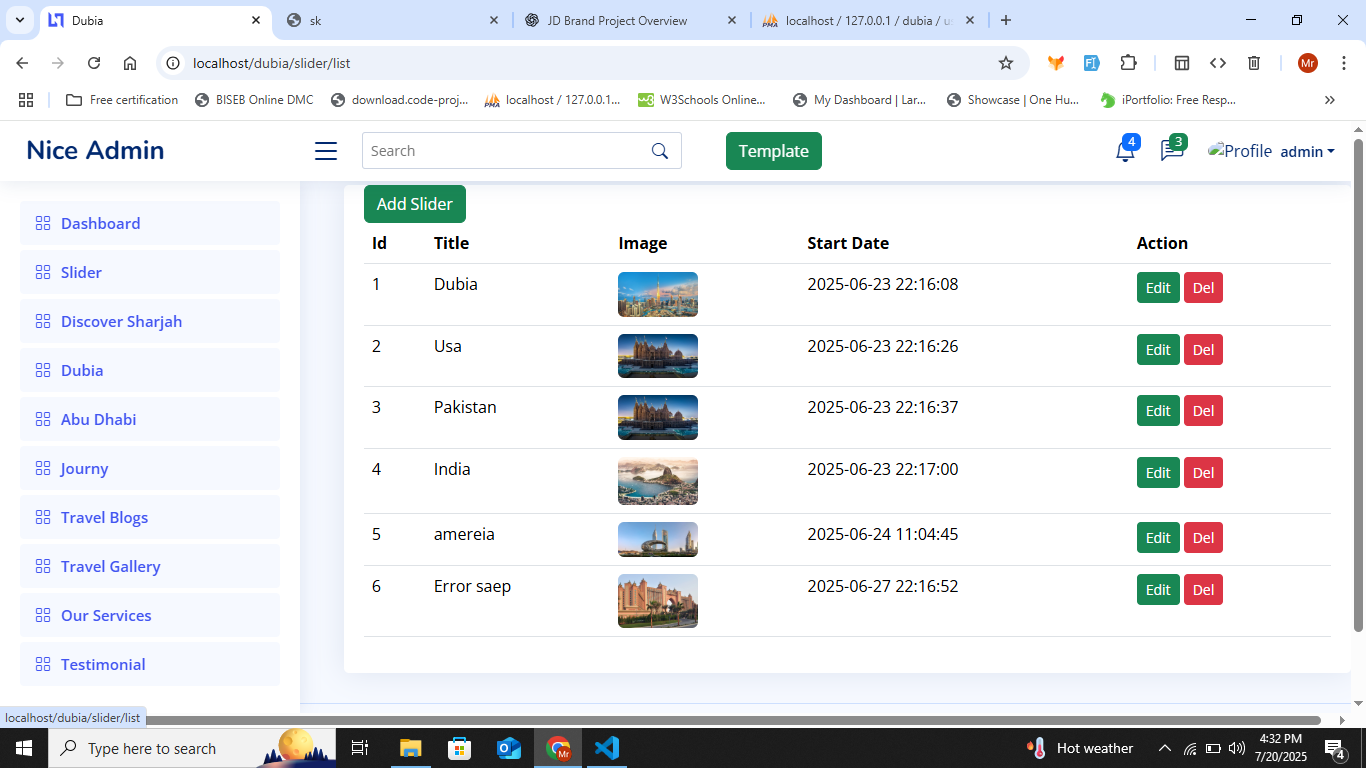 Dubia
sk
JD Brand Project Overview
localhost / 127.0.0.1 / dubia / us
localhost/dubia/slider/list
Mr
Free certification
BISEB Online DMC
download.code-proj...
localhost / 127.0.0.1...
W3Schools Online...
My Dashboard | Lar...
Showcase | One Hu...
iPortfolio: Free Resp...
Nice Admin
Search
Template
4
3
Profile
admin
Dashboard
Slider
Discover Sharjah
Dubia
Abu Dhabi
Journy
Travel Blogs
Travel Gallery
Our Services
Testimonial
Add Slider
Id Title Image Start Date Action
1 Dubia 2025-06-23 22:16:08 Edit Del
2 Usa 2025-06-23 22:16:26 Edit Del
3 Pakistan 2025-06-23 22:16:37 Edit Del
4 India 2025-06-23 22:17:00 Edit Del
5 amereia 2025-06-24 11:04:45 Edit Del
6 Error saep 2025-06-27 22:16:52 Edit Del
localhost/dubia/slider/list
Type here to search
Mr
Hot weather
4:32 PM
7/20/2025
4